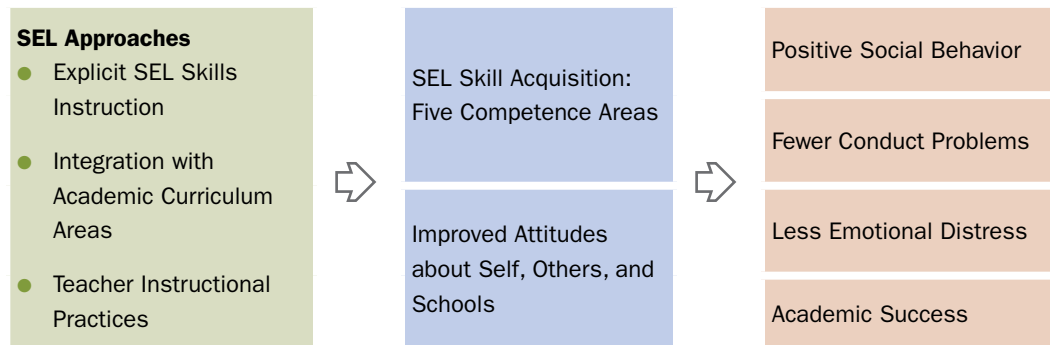 SEL Approaches
● Explicit SEL Skills
Instruction
● Integration with
Academic Curriculum
Areas
● Teacher Instructional
Practices
SEL Skill Acquisition:
Five Competence Areas
Improved Attitudes
about Self, Others, and
Schools
Positive Social Behavior
Fewer Conduct Problems
Less Emotional Distress
Academic Success